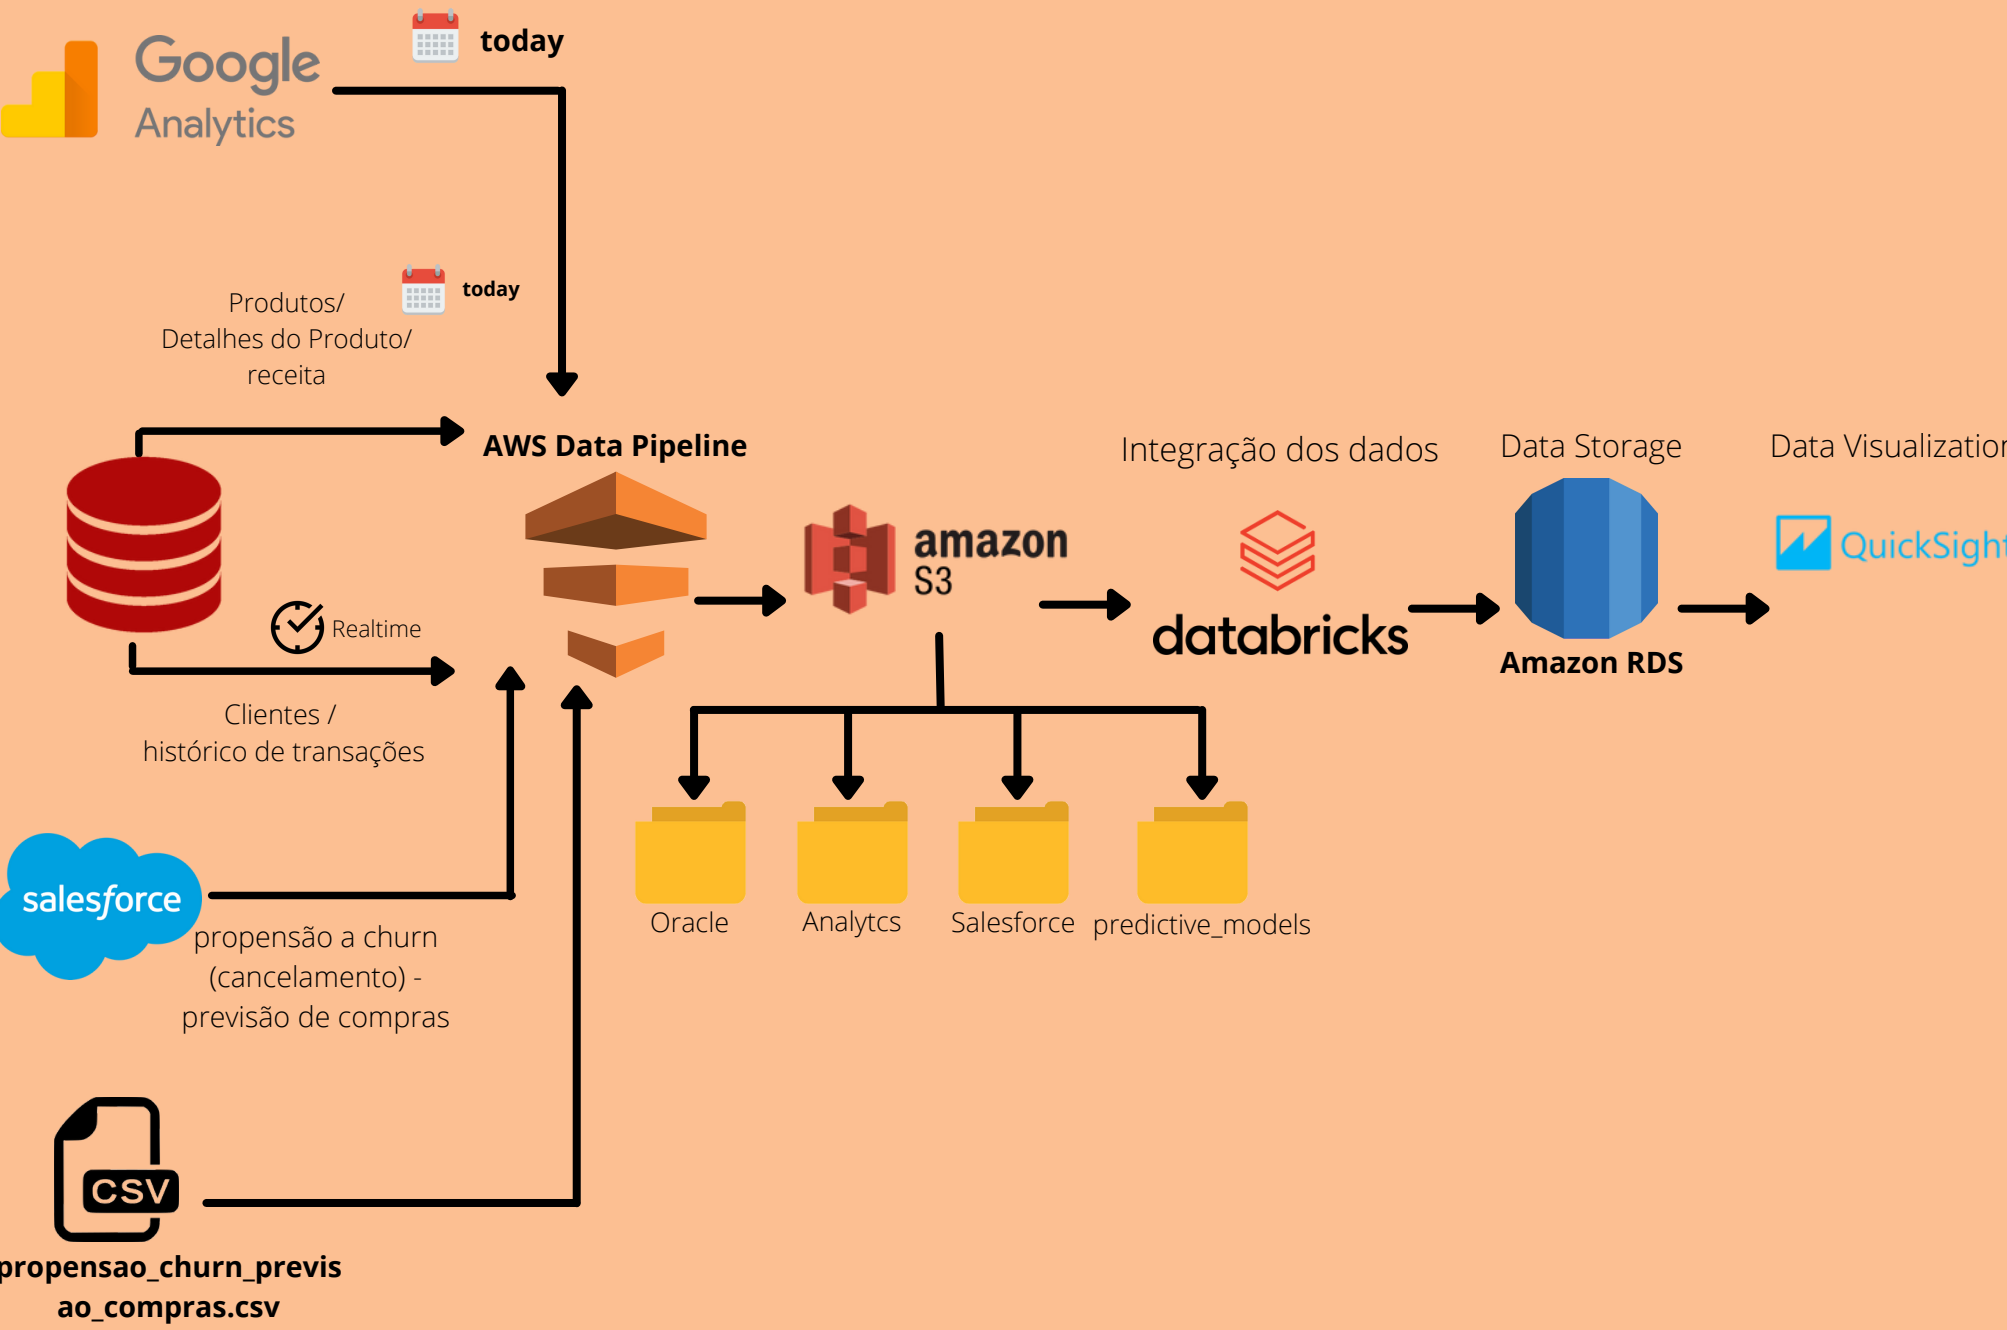 Google
Analytics
today
Produtos/
Detalhes do Produto/
receita
today
AWS Data Pipeline
Realtime
Clientes /
histórico de transações
amazon
S3
Integração dos dados
databricks
Data Storage
Amazon RDS
Data Visualization
QuickSight
Oracle
Analytcs
Salesforce
predictive_models
salesforce
propensão a churn
(cancelamento) -
previsão de compras
CSV
propensao_churn_previs
ao_compras.csv